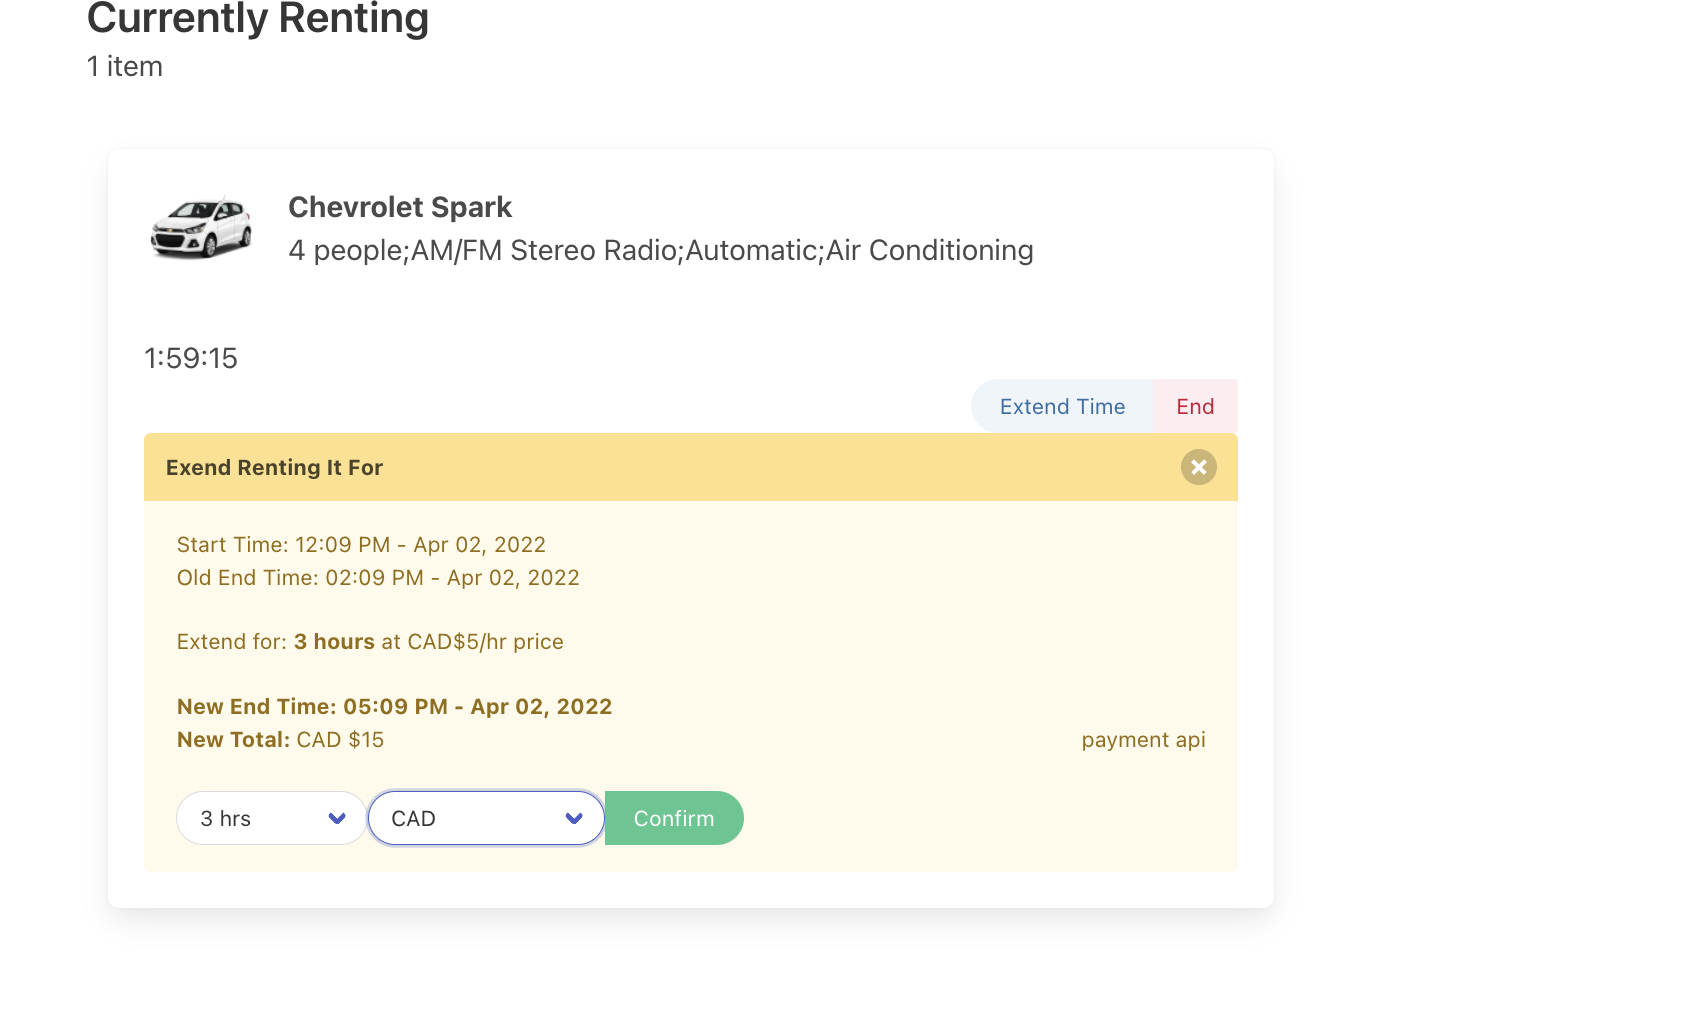 Currently Renting
1 item
Chevrolet Spark
4 people;AM/FM Stereo Radio;Automatic;Air Conditioning
1:59:15
Extend Time
End
Exend Renting It For
Start Time: 12:09 PM - Apr 02, 2022
Old End Time: 02:09 PM - Apr 02, 2022
Extend for: 3 hours at CAD$5/hr price
New End Time: 05:09 PM - Apr 02, 2022
New Total: CAD $15
payment api
3 hrs
CAD
Confirm